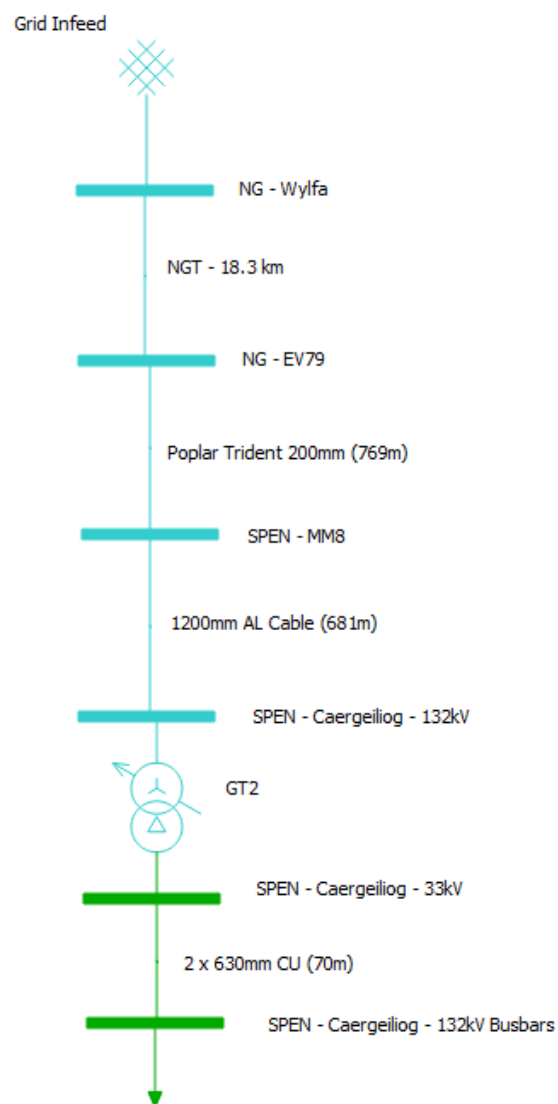 Grid Infeed
NG - Wylfa
NGT - 18.3 km
NG - EV79
Poplar Trident 200mm (769m)
SPEN - MM8
1200mm AL Cable (681m)
SPEN - Caergeiliog - 132kV
GT2
SPEN - Caergeiliog - 33kV
2 x 630mm CU (70m)
SPEN - Caergeiliog - 132kV Busbars